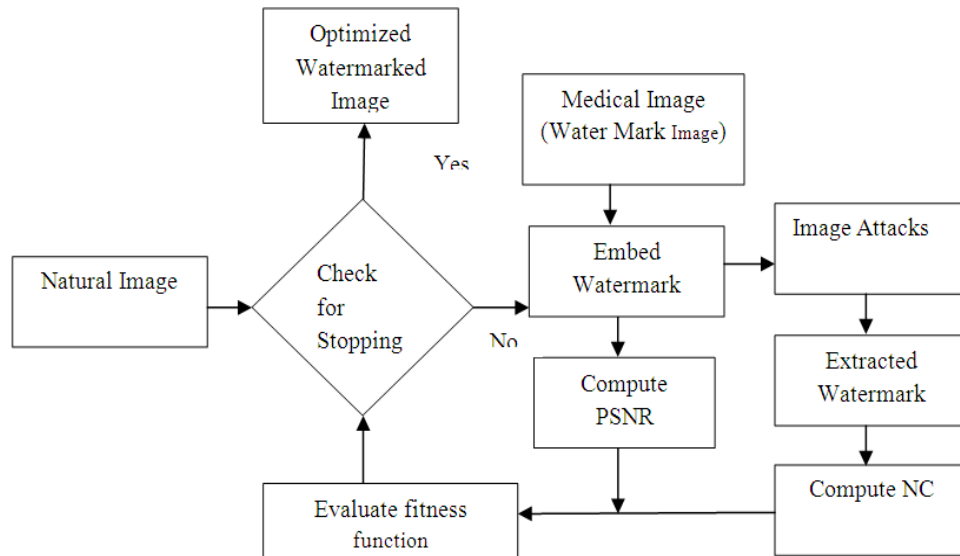 Optimized
Watermarked
Image
Medical Image
(Water Mark Image)
Yes
Image Attacks
Embed
Watermark
Natural Image
Check
for
Stopping
No
Extracted
Watermark
Compute
PSNR
Compute NC
Evaluate fitness
function